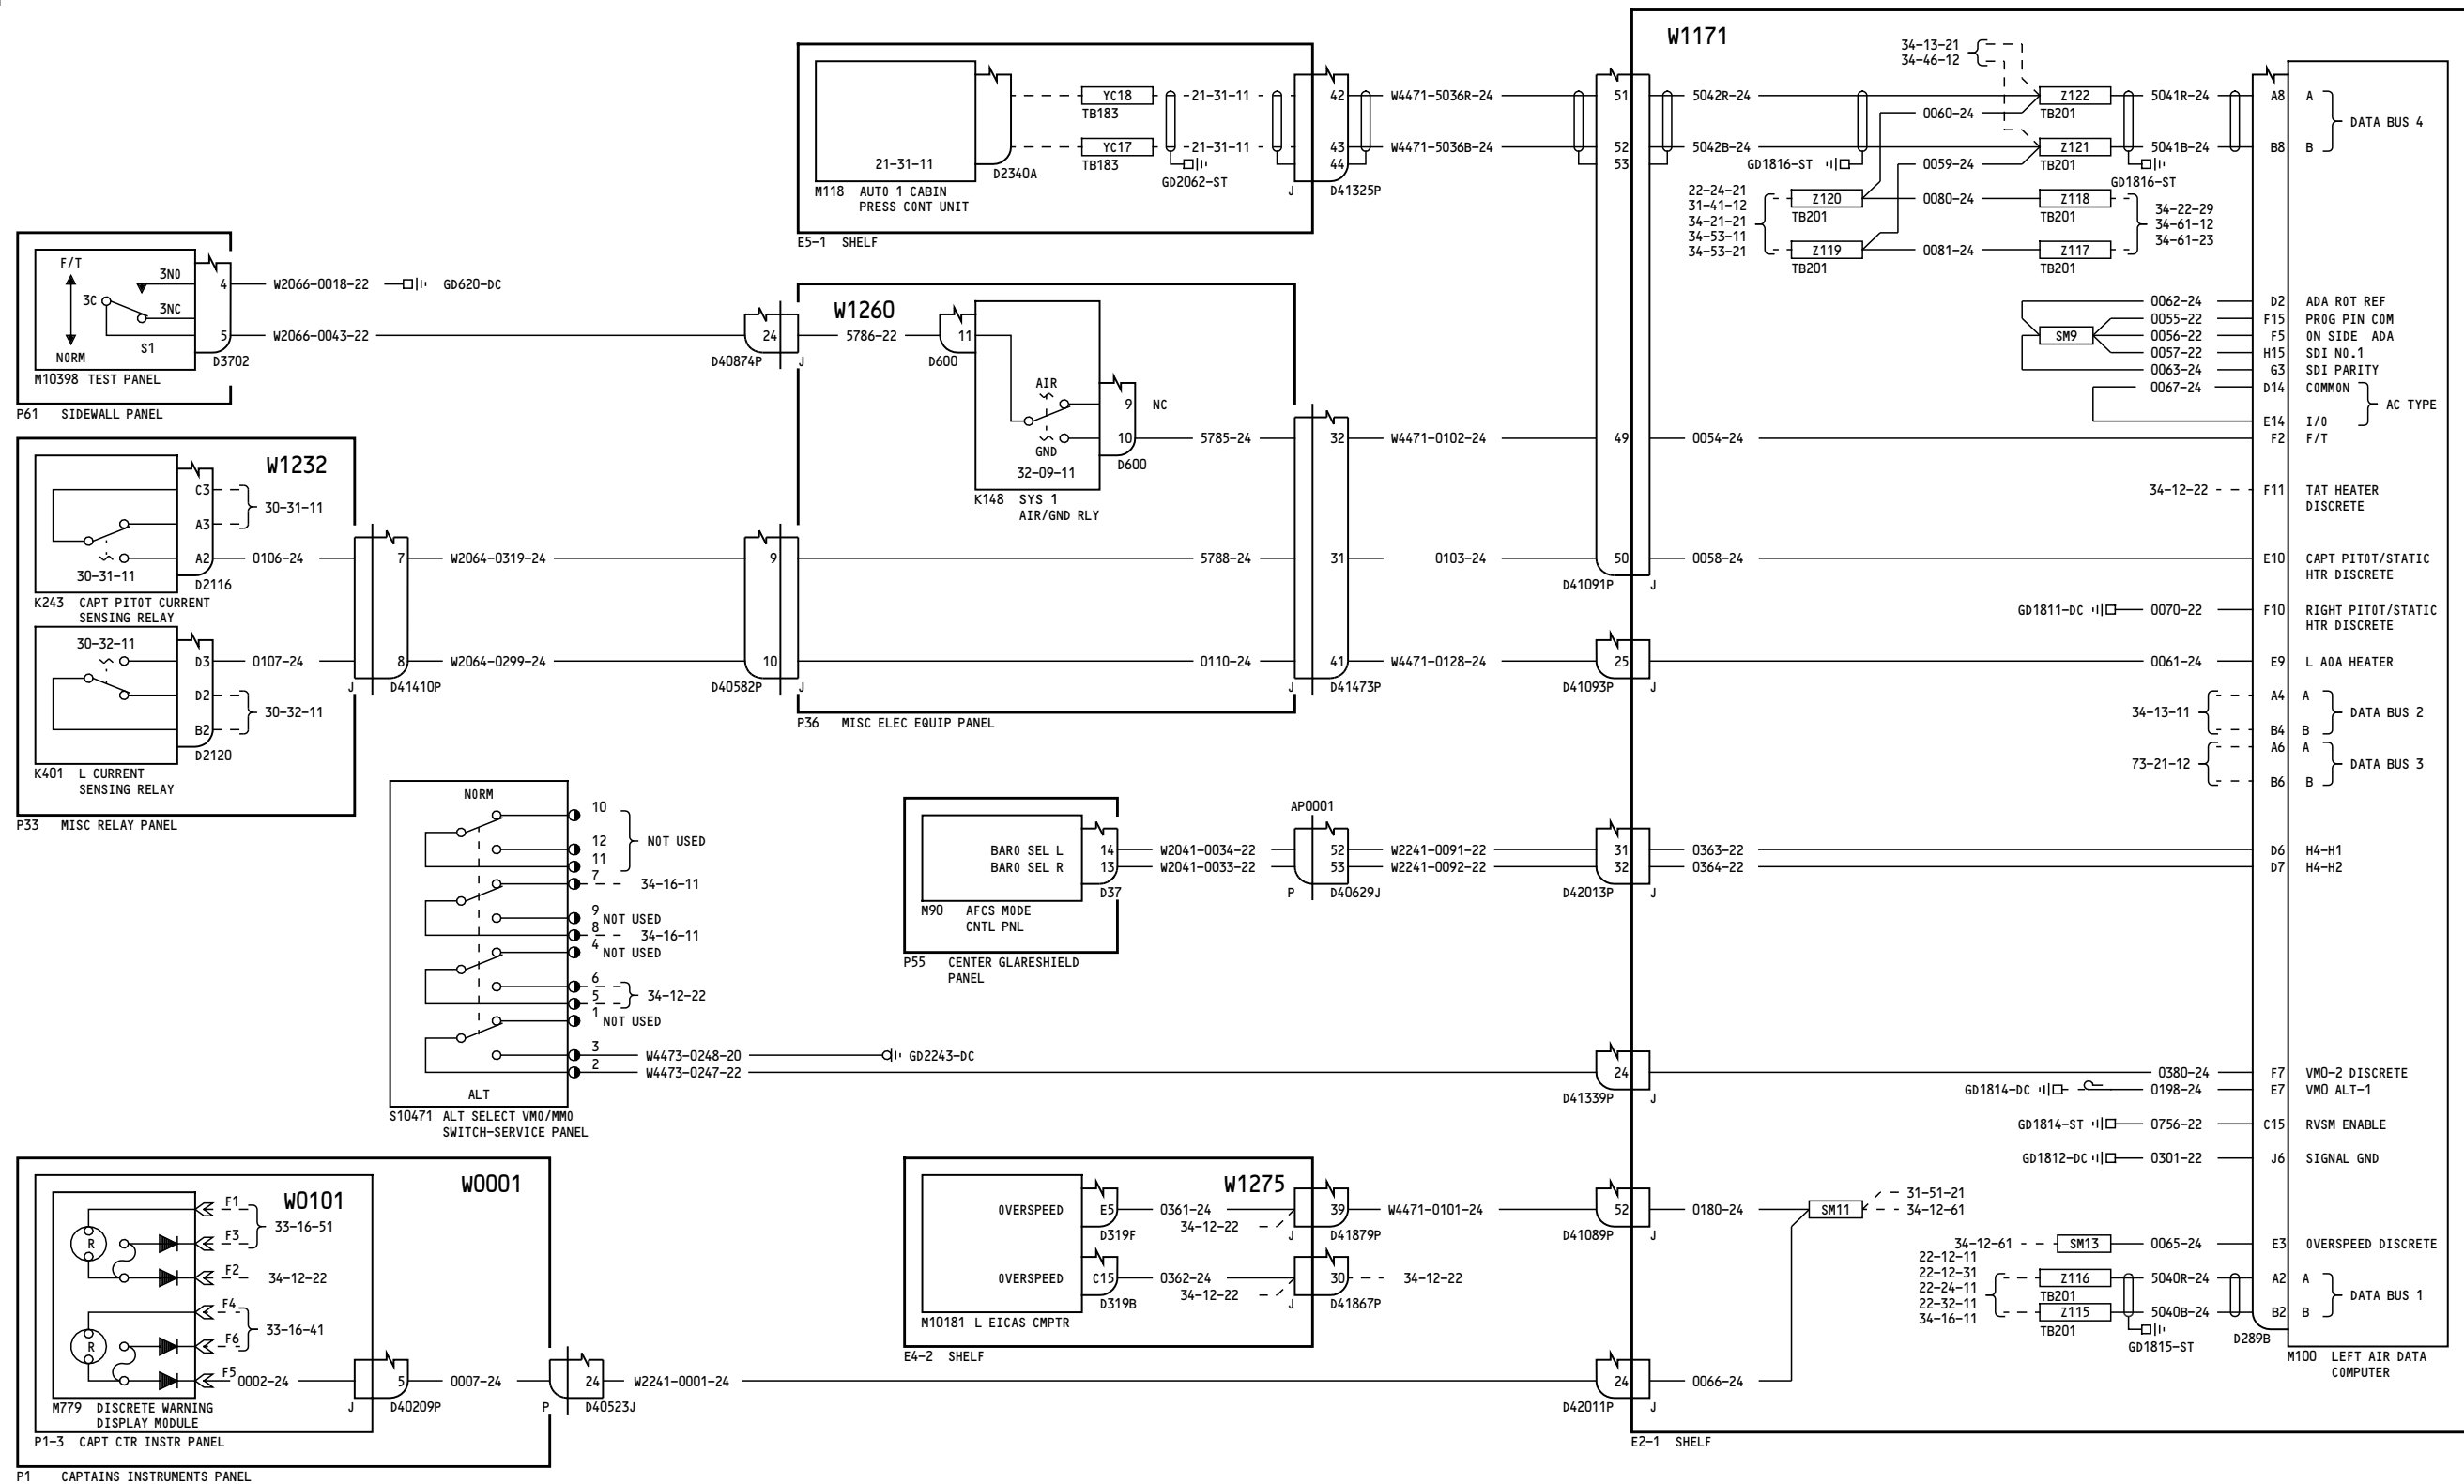 W1171
34-13-21
34-46-12
M118 AUTO 1 CABIN
PRESS CONT UNIT
21-31-11
D2340A
YC18
TB183
21-31-11
YC17
TB183
21-31-11
GD2062-ST
42
43
44
J
D41325P
E5-1 SHELF
W4471-5036R-24
W4471-5036B-24
51
52
53
5042R-24
5042B-24
GD1816-ST
0060-24
0059-24
Z122
TB201
Z121
TB201
5041R-24
5041B-24
GD1816-ST
A8 A
B8 B
DATA BUS 4
22-24-21
31-41-12
34-21-21
34-53-11
34-53-21
Z120
TB201
Z119
TB201
0080-24
0081-24
Z118
TB201
Z117
TB201
34-22-29
34-61-12
34-61-23
F/T
NORM
3NO
3C
3NC
S1
4
5
D3702
M10398 TEST PANEL
P61 SIDEWALL PANEL
W2066-0018-22
GD620-DC
W2066-0043-22
24
D40874P
J
W1260
5786-22
11
D600
AIR
GND
32-09-11
9
NC
10
D600
K148 SYS 1
AIR/GND RLY
5785-24
32
W4471-0102-24
49
0054-24
SM9
0062-24 D2 ADA ROT REF
0055-22 F15 PROG PIN COM
0056-22 F5 ON SIDE ADA
0057-22 H15 SDI NO.1
0063-24 G3 SDI PARITY
0067-24 D14 COMMON
E14 I/O
AC TYPE
F2 F/T
34-12-22 F11 TAT HEATER
DISCRETE
W1232
C3
A3
A2
30-31-11
30-31-11
D2116
K243 CAPT PITOT CURRENT
SENSING RELAY
0106-24
7
W2064-0319-24
9
5788-24
31
0103-24
50
D41091P
J
0058-24
E10 CAPT PITOT/STATIC
HTR DISCRETE
GD1811-DC
0070-22
F10 RIGHT PITOT/STATIC
HTR DISCRETE
30-32-11
D3
D2
B2
30-32-11
D2120
K401 L CURRENT
SENSING RELAY
P33 MISC RELAY PANEL
0107-24
8
J
D41410P
W2064-0299-24
10
D40582P
J
0110-24
41
J
D41473P
P36 MISC ELEC EQUIP PANEL
W4471-0128-24
25
D41093P
J
0061-24
E9 L AOA HEATER
34-13-11
A4 A
B4 B
DATA BUS 2
73-21-12
A6 A
B6 B
DATA BUS 3
NORM
10
12
11
NOT USED
7
34-16-11
9
NOT USED
8
34-16-11
4
NOT USED
6
5
34-12-22
1
NOT USED
3
2
ALT
S10471 ALT SELECT VMO/MMO
SWITCH-SERVICE PANEL
W4473-0248-20
GD2243-DC
W4473-0247-22
BARO SEL L
BARO SEL R
14
13
D37
M90 AFCS MODE
CNTL PNL
P55 CENTER GLARESHIELD
PANEL
W2041-0034-22
W2041-0033-22
AP0001
52
53
P
D40629J
W2241-0091-22
W2241-0092-22
31
32
D42013P
J
0363-22
0364-22
D6 H4-H1
D7 H4-H2
24
D41339P
J
0380-24
F7 VMO-2 DISCRETE
GD1814-DC
0198-24
E7 VMO ALT-1
GD1814-ST
0756-22
C15 RVSM ENABLE
GD1812-DC
0301-22
J6 SIGNAL GND
W0001
W0101
R
F1
F3
33-16-51
F2
34-12-22
R
F4
F6
33-16-41
F5
0002-24
M779 DISCRETE WARNING
DISPLAY MODULE
P1-3 CAPT CTR INSTR PANEL
P1 CAPTAINS INSTRUMENTS PANEL
5
J
D40209P
0007-24
24
P
D40523J
W2241-0001-24
W1275
OVERSPEED
E5
D319F
0361-24
34-12-22
39
J
D41879P
OVERSPEED
C15
D319B
0362-24
34-12-22
30
J
D41867P
34-12-22
M10181 L EICAS CMPTR
E4-2 SHELF
W4471-0101-24
52
D41089P
J
0180-24
SM11
31-51-21
34-12-61
34-12-61
SM13
0065-24
E3 OVERSPEED DISCRETE
22-12-11
22-12-31
22-24-11
22-32-11
34-16-11
Z116
TB201
Z115
TB201
5040R-24
5040B-24
GD1815-ST
A2 A
B2 B
DATA BUS 1
D289B
M100 LEFT AIR DATA
COMPUTER
24
D42011P
J
0066-24
E2-1 SHELF